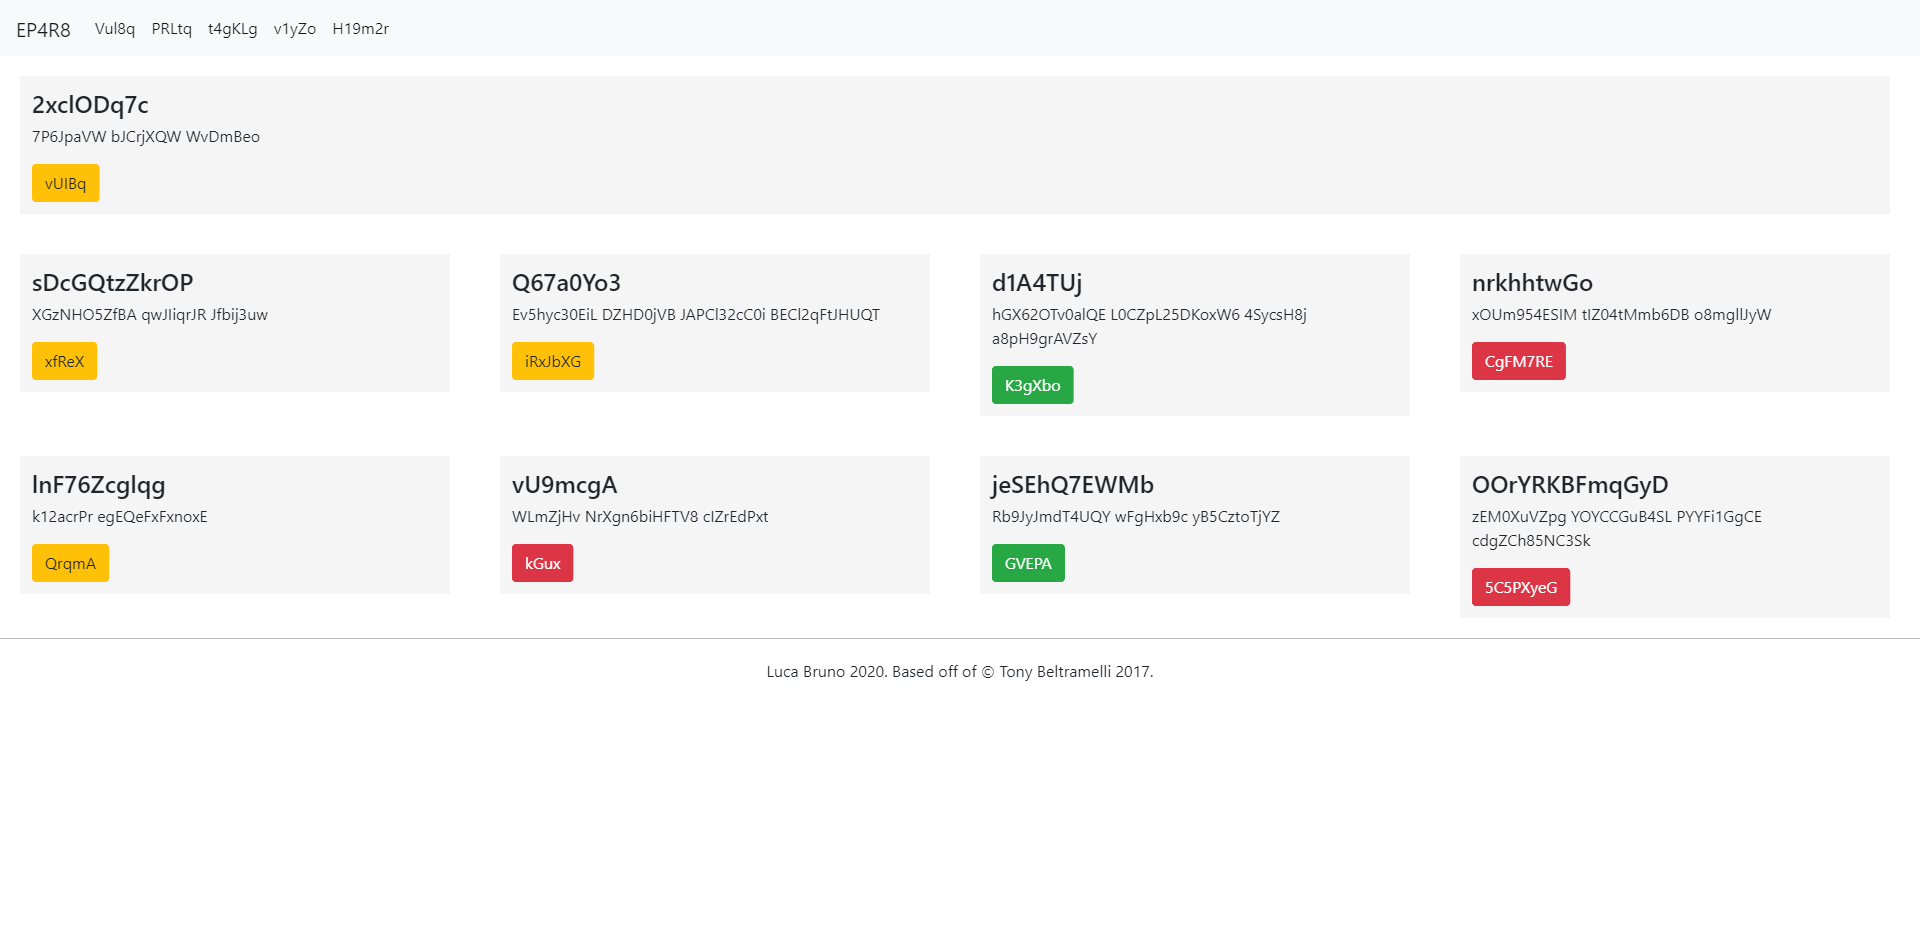 EP4R8 Vul8q PRLtq t4gKLg v1yZo H19m2r
2xclODq7c
7P6JpaVW bJCrjXQW WvDmBeo
vUIBq
sDcGQtzZkrOP
XGzNHO5ZfBA qwJIiqrJR Jfbij3uw
xfReX
Q67a0Yo3
Ev5hyc30EiL DZHD0jVB JAPCl32cC0i BECl2qFtJHUQT
iRxJbXG
d1A4TUj
hGX62OTv0alQE L0CZpL25DKoxW6 4SycsH8j
a8pH9grAVZsY
K3gXbo
nrkhhtwGo
xOUm954ESIM tIZ04tMmb6DB o8mgllJyW
CgFM7RE
lnF76Zcglqg
k12acrPr egEQeFxFxnoxE
QrqmA
vU9mcgA
WLmZjHv NrXgn6biHFTV8 cIZrEdPxt
kGux
jeSEhQ7EWMb
Rb9JyJmdT4UQY wFgHxb9c yB5CztoTjYZ
GVEPA
OOrYRKBFmqGyD
zEM0XuVZpg YOYCCGuB4SL PYYFi1GgCE
cdgZCh85NC3Sk
5C5PXyeG
Luca Bruno 2020. Based off of © Tony Beltramelli 2017.